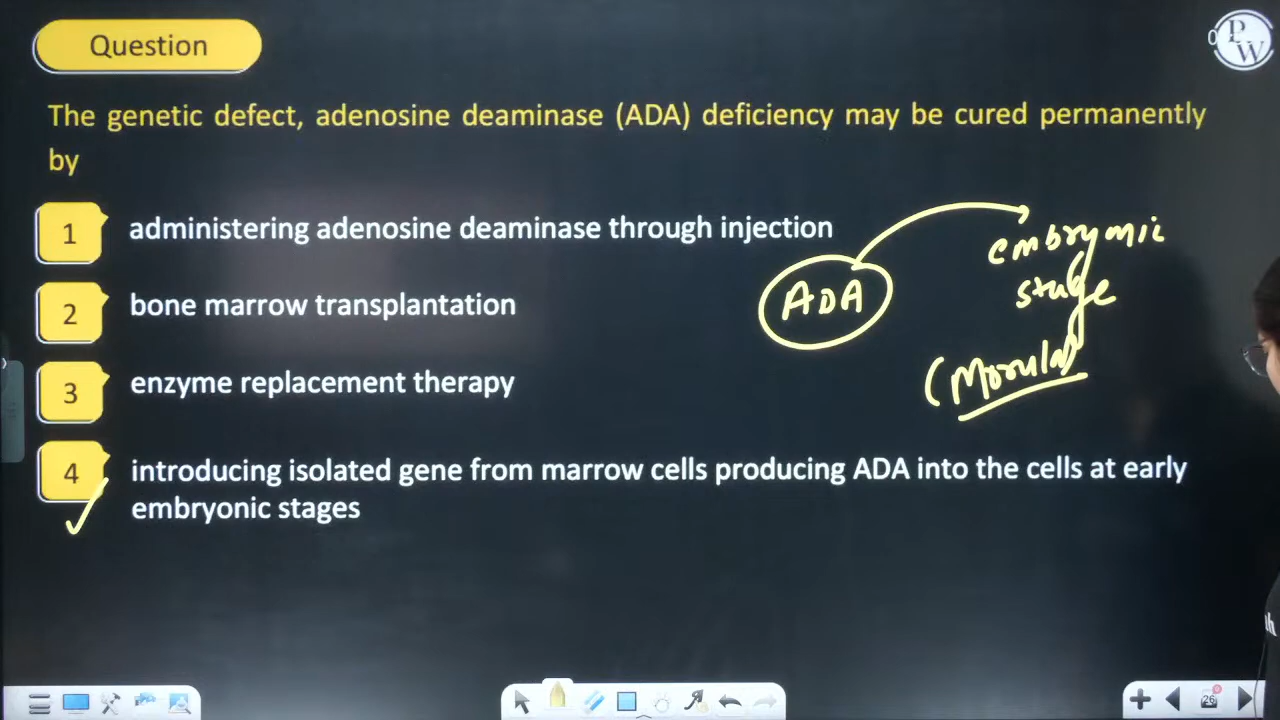 Question
PW
The genetic defect, adenosine deaminase (ADA) deficiency may be cured permanently
by
1 administering adenosine deaminase through injection
2 bone marrow transplantation
3 enzyme replacement therapy
4 introducing isolated gene from marrow cells producing ADA into the cells at early
embryonic stages
ADA
embryonic
stage
(Morula)
26